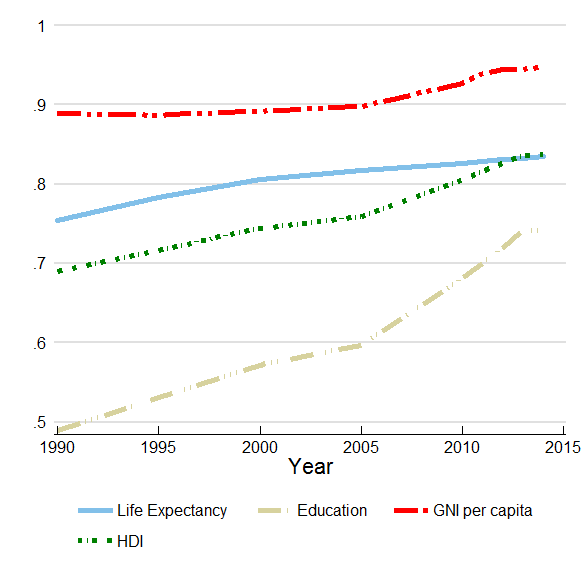 1
.9
.8
.7
.6
.5
1990 1995 2000 2005 2010 2015
Year
Life Expectancy Education GNI per capita
HDI